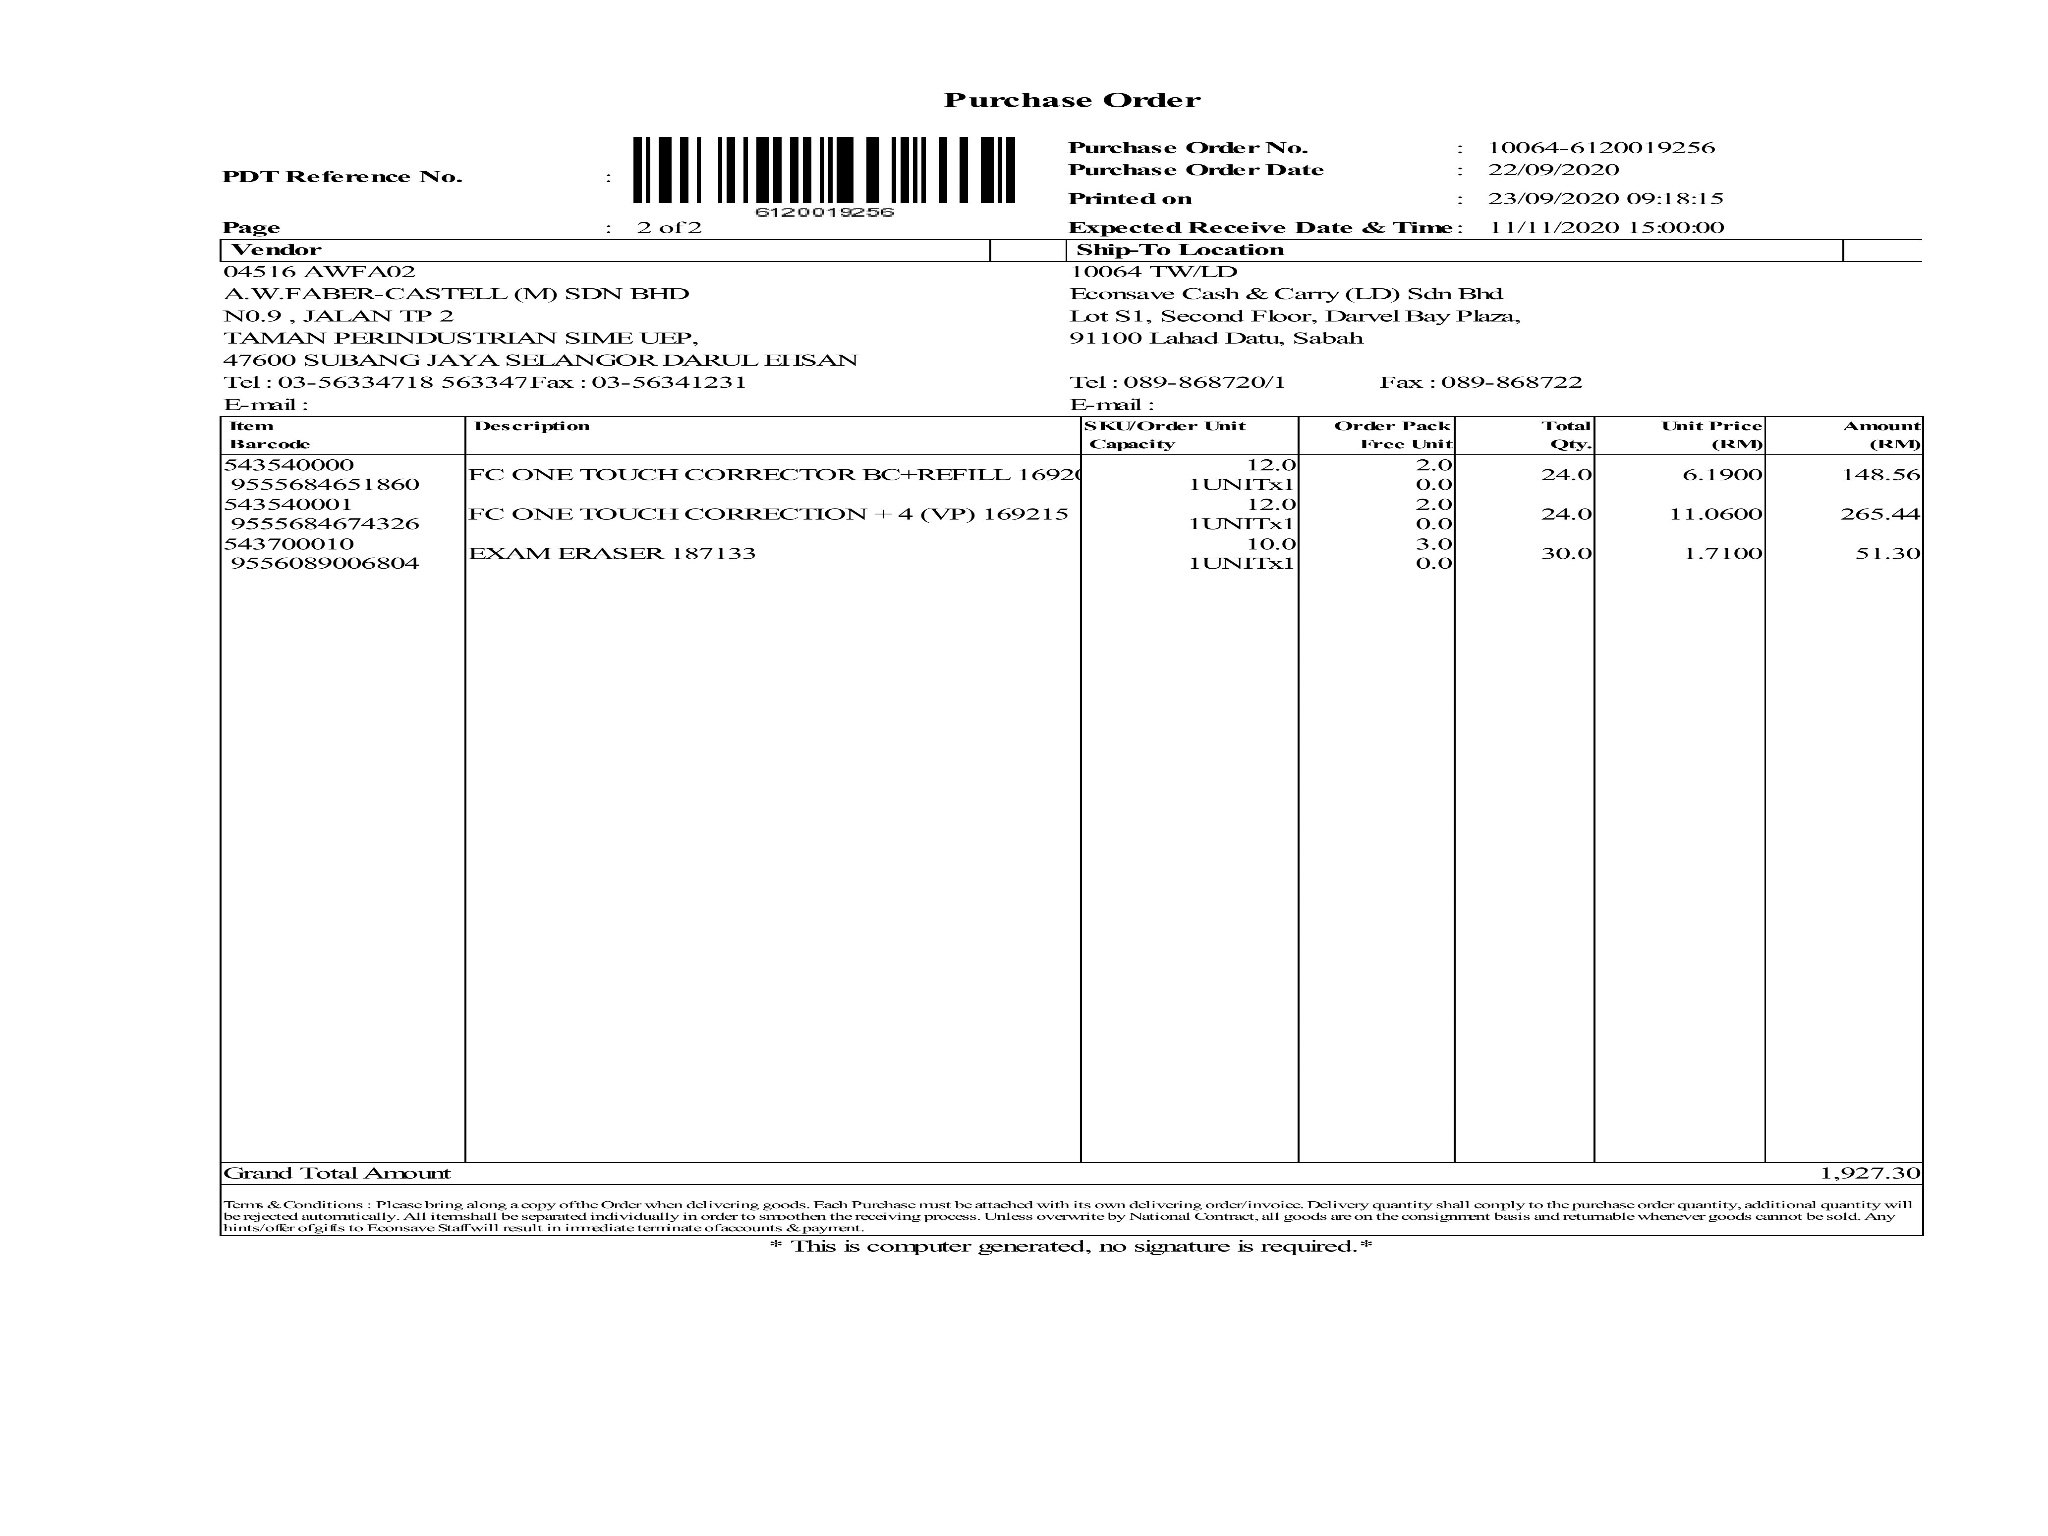 Purchase Order
PDT Reference No. :
6120019256
Page : 2 of 2
Purchase Order No. : 10064-6120019256
Purchase Order Date : 22/09/2020
Printed on : 23/09/2020 09:18:15
Expected Receive Date & Time : 11/11/2020 15:00:00
Vendor
04516 AWFA02
A.W.FABER-CASTELL (M) SDN BHD
N0.9 , JALAN TP 2
TAMAN PERINDUSTRIAN SIME UEP,
47600 SUBANG JAYA SELANGOR DARUL EHSAN
Tel : 03-56334718 563347Fax : 03-56341231
E-mail :
Ship-To Location
10064 TW/LD
Econsave Cash & Carry (LD) Sdn Bhd
Lot S1, Second Floor, Darvel Bay Plaza,
91100 Lahad Datu, Sabah
Tel : 089-868720/1 Fax : 089-868722
E-mail :
Item Description SKU/Order Unit Order Pack Total Unit Price Amount
Barcode Capacity Free Unit Qty. (RM) (RM)
543540000 12.0 2.0
FC ONE TOUCH CORRECTOR BC+REFILL 16920 24.0 6.1900 148.56
9555684651860 1UNITx1 0.0
543540001 12.0 2.0
FC ONE TOUCH CORRECTION + 4 (VP) 169215 24.0 11.0600 265.44
9555684674326 1UNITx1 0.0
543700010 10.0 3.0
EXAM ERASER 187133 30.0 1.7100 51.30
9556089006804 1UNITx1 0.0
Grand Total Amount 1,927.30
Terms & Conditions : Please bring along a copy of the Order when delivering goods. Each Purchase must be attached with its own delivering order/invoice. Delivery quantity shall comply to the purchase order quantity, additional quantity will
be rejected automatically. All item shall be separated individually in order to smoothen the receiving process. Unless overwrite by National Contract, all goods are on the consignment basis and returnable whenever goods cannot be sold. Any
hints/offer of gifts to Econsave Staff will result in immediate terminate of accounts & payment.
* This is computer generated, no signature is required.*